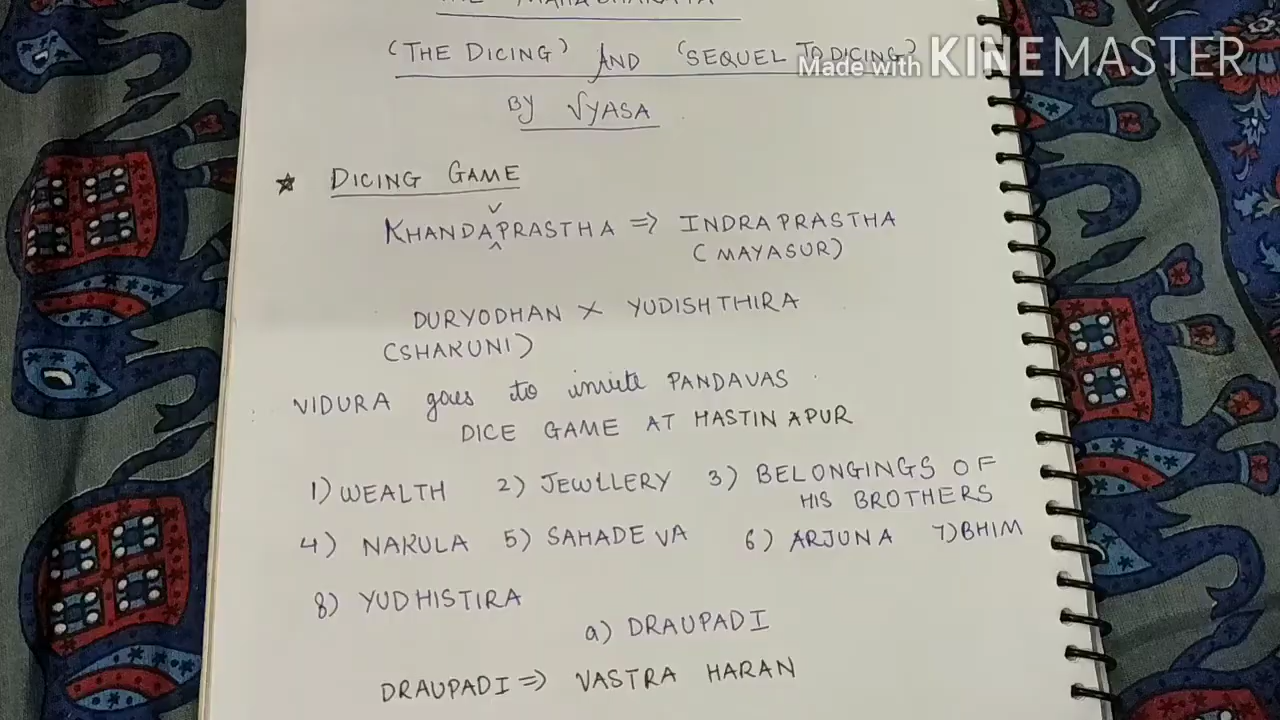 THE MAHABHARATA
(THE DICING) AND (SEQUEL TO DICING)
Made with KINEMASTER
BY VYASA
☆ DICING GAME
KHANDAPRASTHA => INDRAPRASTHA
(MAYASUR)
DURYODHAN X YUDISHTHIRA
(SHAKUNI)
VIDURA goes to invite PANDAVAS
DICE GAME AT HASTINAPUR
1) WEALTH 2) JEWLLERY 3) BELONGINGS OF
HIS BROTHERS
4) NAKULA 5) SAHADEVA 6) ARJUNA 7) BHIM
8) YUDHISTIRA
a) DRAUPADI
DRAUPADI => VASTRA HARAN